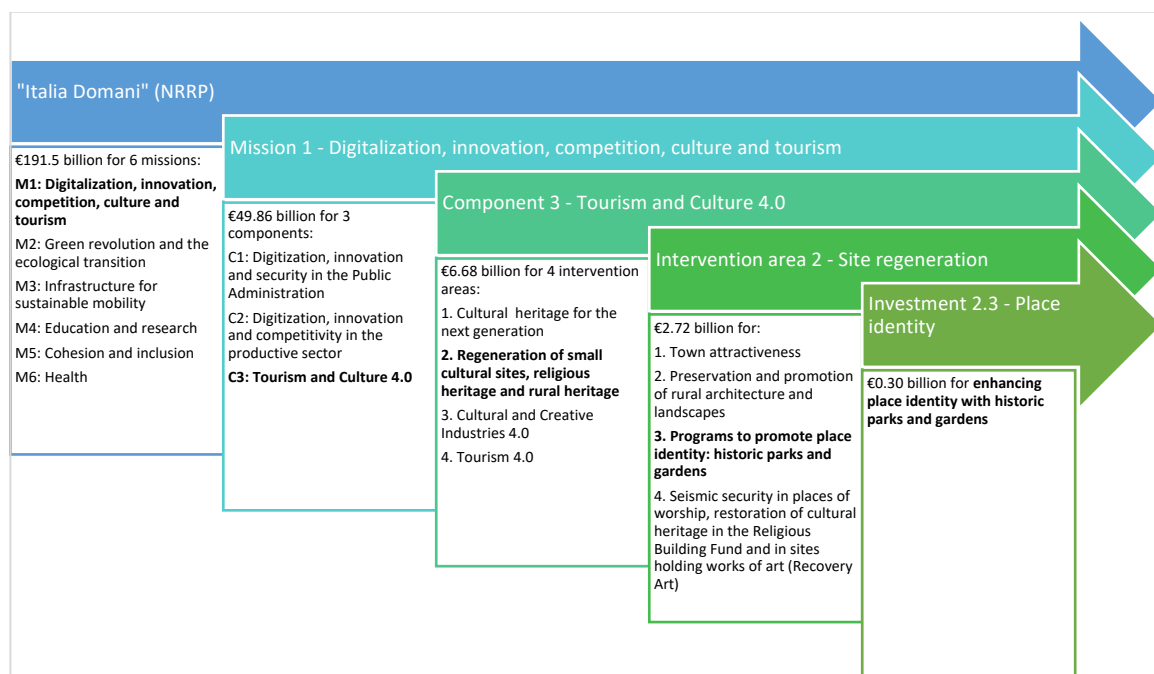 "Italia Domani" (NRRP)
€191.5 billion for 6 missions:
M1: Digitalization, innovation,
competition, culture and
tourism
M2: Green revolution and the
ecological transition
M3: Infrastructure for
sustainable mobility
M4: Education and research
M5: Cohesion and inclusion
M6: Health
Mission 1 - Digitalization, innovation, competition, culture and tourism
€49.86 billion for 3
components:
C1: Digitization, innovation
and security in the Public
Administration
C2: Digitization, innovation
and competitivity in the
productive sector
C3: Tourism and Culture 4.0
Component 3 - Tourism and Culture 4.0
€6.68 billion for 4 intervention
areas:
1. Cultural heritage for the
next generation
2. Regeneration of small
cultural sites, religious
heritage and rural heritage
3. Cultural and Creative
Industries 4.0
4. Tourism 4.0
Intervention area 2 - Site regeneration
€2.72 billion for:
1. Town attractiveness
2. Preservation and promotion
of rural architecture and
landscapes
3. Programs to promote place
identity: historic parks and
gardens
4. Seismic security in places of
worship, restoration of cultural
heritage in the Religious
Building Fund and in sites
holding works of art (Recovery
Art)
Investment 2.3 - Place
identity
€0.30 billion for enhancing
place identity with historic
parks and gardens